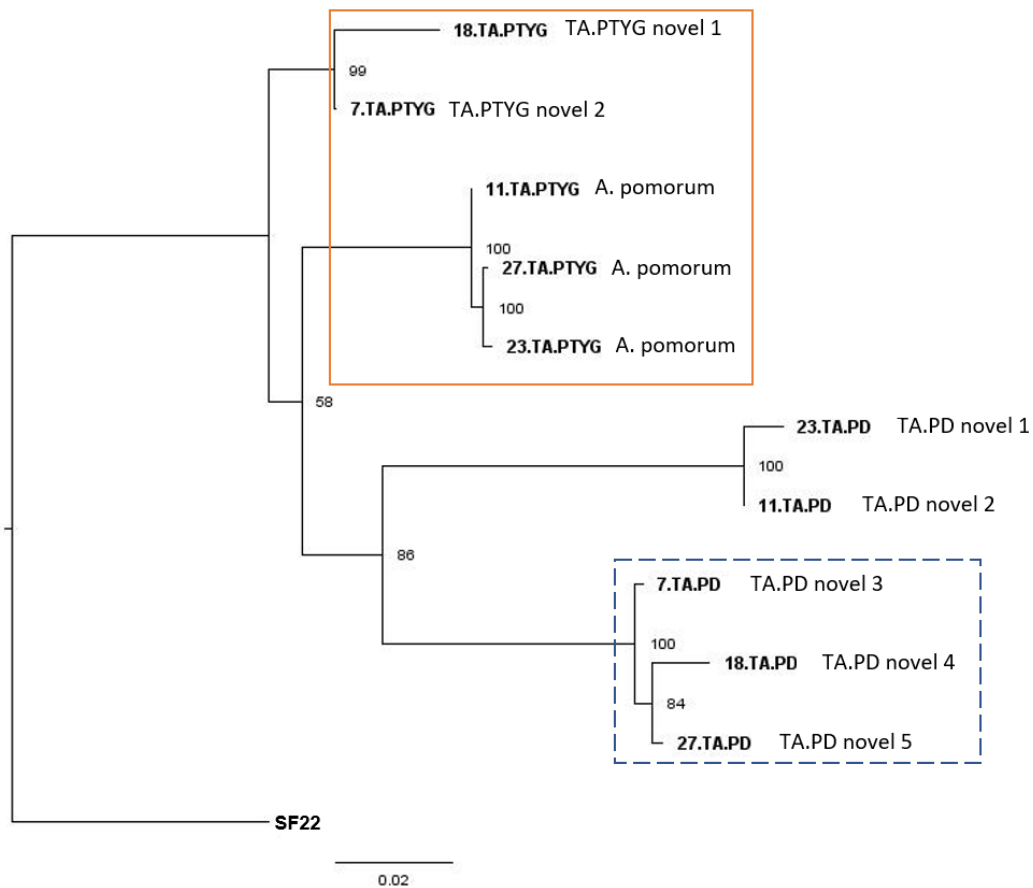 18.TA.PTYG TA.PTYG novel 1
99
7.TA.PTYG TA.PTYG novel 2
11.TA.PTYG A. pomorum
100
27.TA.PTYG A. pomorum
100
23.TA.PTYG A. pomorum
58
23.TA.PD TA.PD novel 1
100
11.TA.PD TA.PD novel 2
86
7.TA.PD TA.PD novel 3
100
18.TA.PD TA.PD novel 4
84
27.TA.PD TA.PD novel 5
SF22
0.02